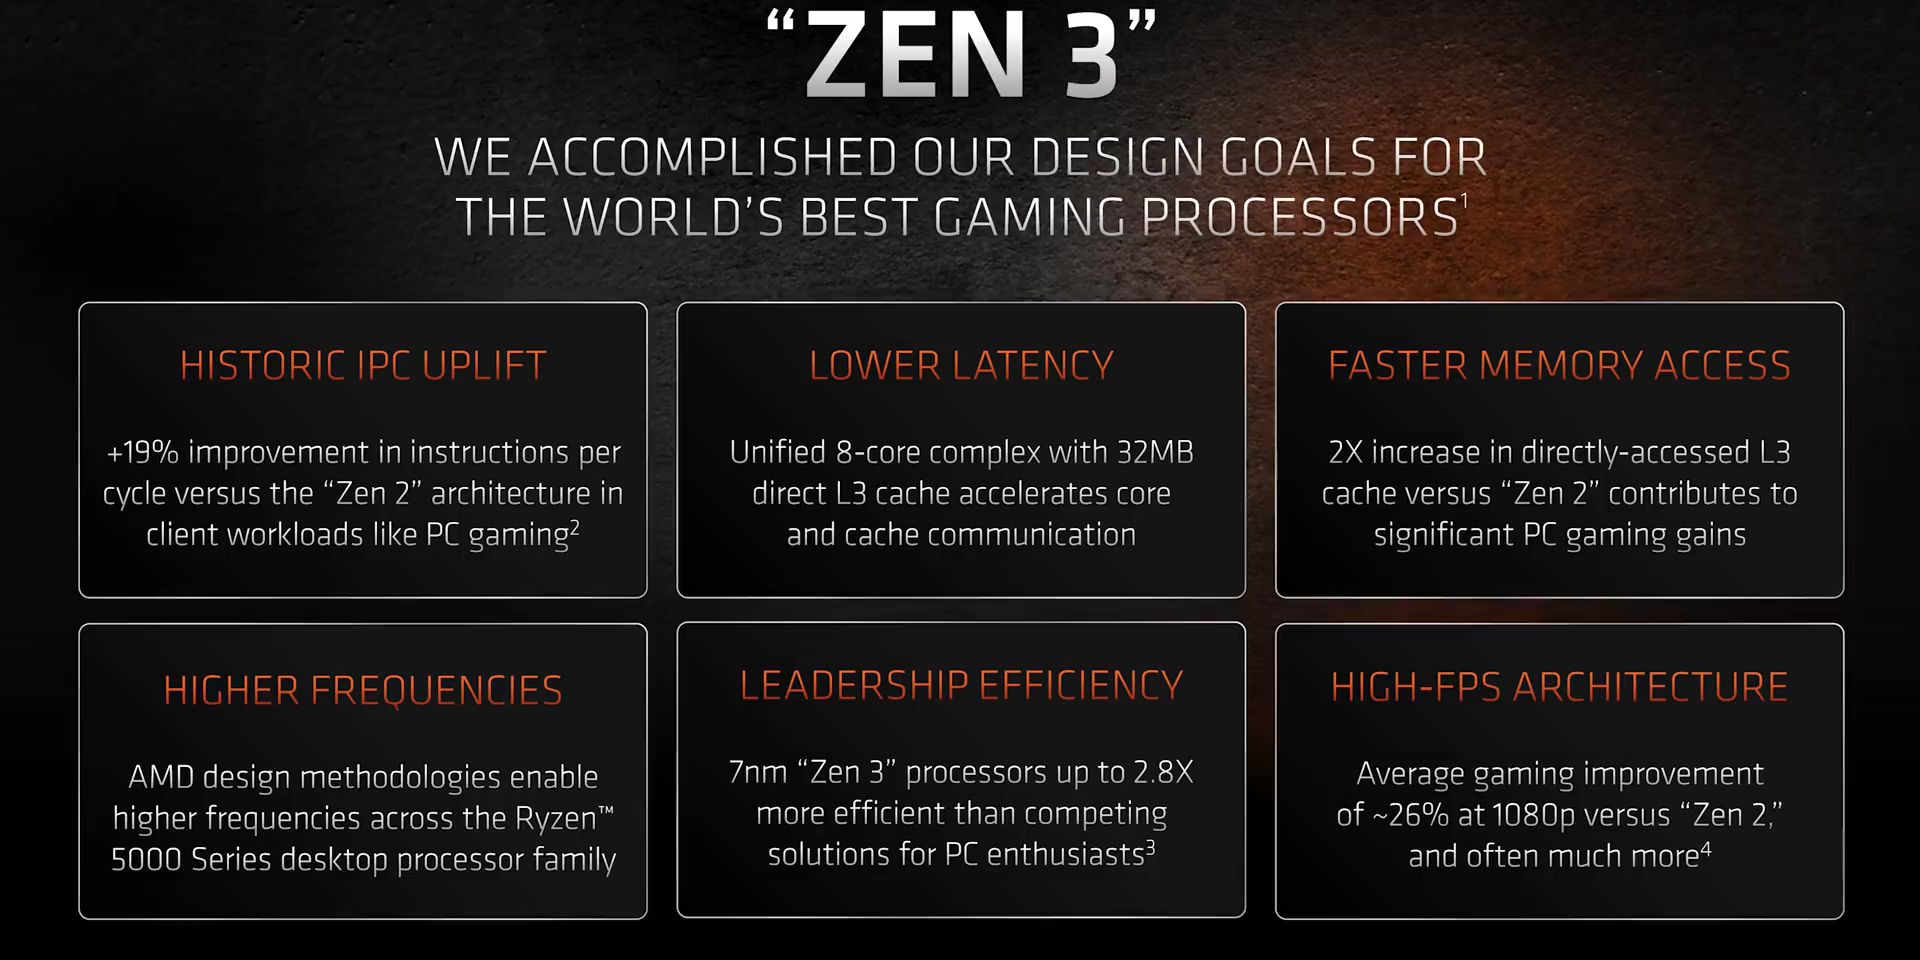 “ZEN 3”
WE ACCOMPLISHED OUR DESIGN GOALS FOR
THE WORLD’S BEST GAMING PROCESSORS¹
HISTORIC IPC UPLIFT
+19% improvement in instructions per
cycle versus the “Zen 2” architecture in
client workloads like PC gaming²
LOWER LATENCY
Unified 8-core complex with 32MB
direct L3 cache accelerates core
and cache communication
FASTER MEMORY ACCESS
2X increase in directly-accessed L3
cache versus “Zen 2” contributes to
significant PC gaming gains
HIGHER FREQUENCIES
AMD design methodologies enable
higher frequencies across the Ryzen™
5000 Series desktop processor family
LEADERSHIP EFFICIENCY
7nm “Zen 3” processors up to 2.8X
more efficient than competing
solutions for PC enthusiasts³
HIGH-FPS ARCHITECTURE
Average gaming improvement
of ~26% at 1080p versus “Zen 2,”
and often much more⁴